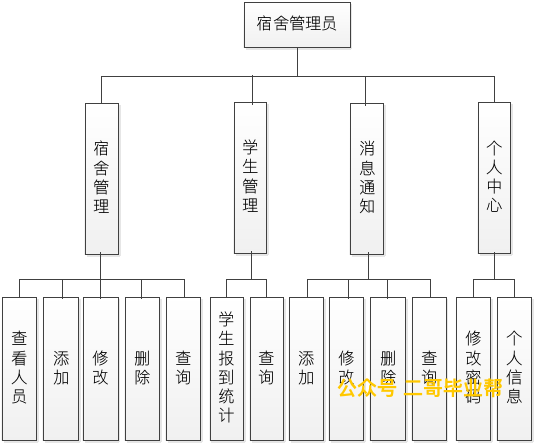 宿舍管理员
宿舍管理
学生管理
消息通知
个人中心
查看人员
添加
修改
删除
查询
学生报到统计
查询
添加
修改
删除
查询
修改密码
个人信息
公众号 二哥毕业帮